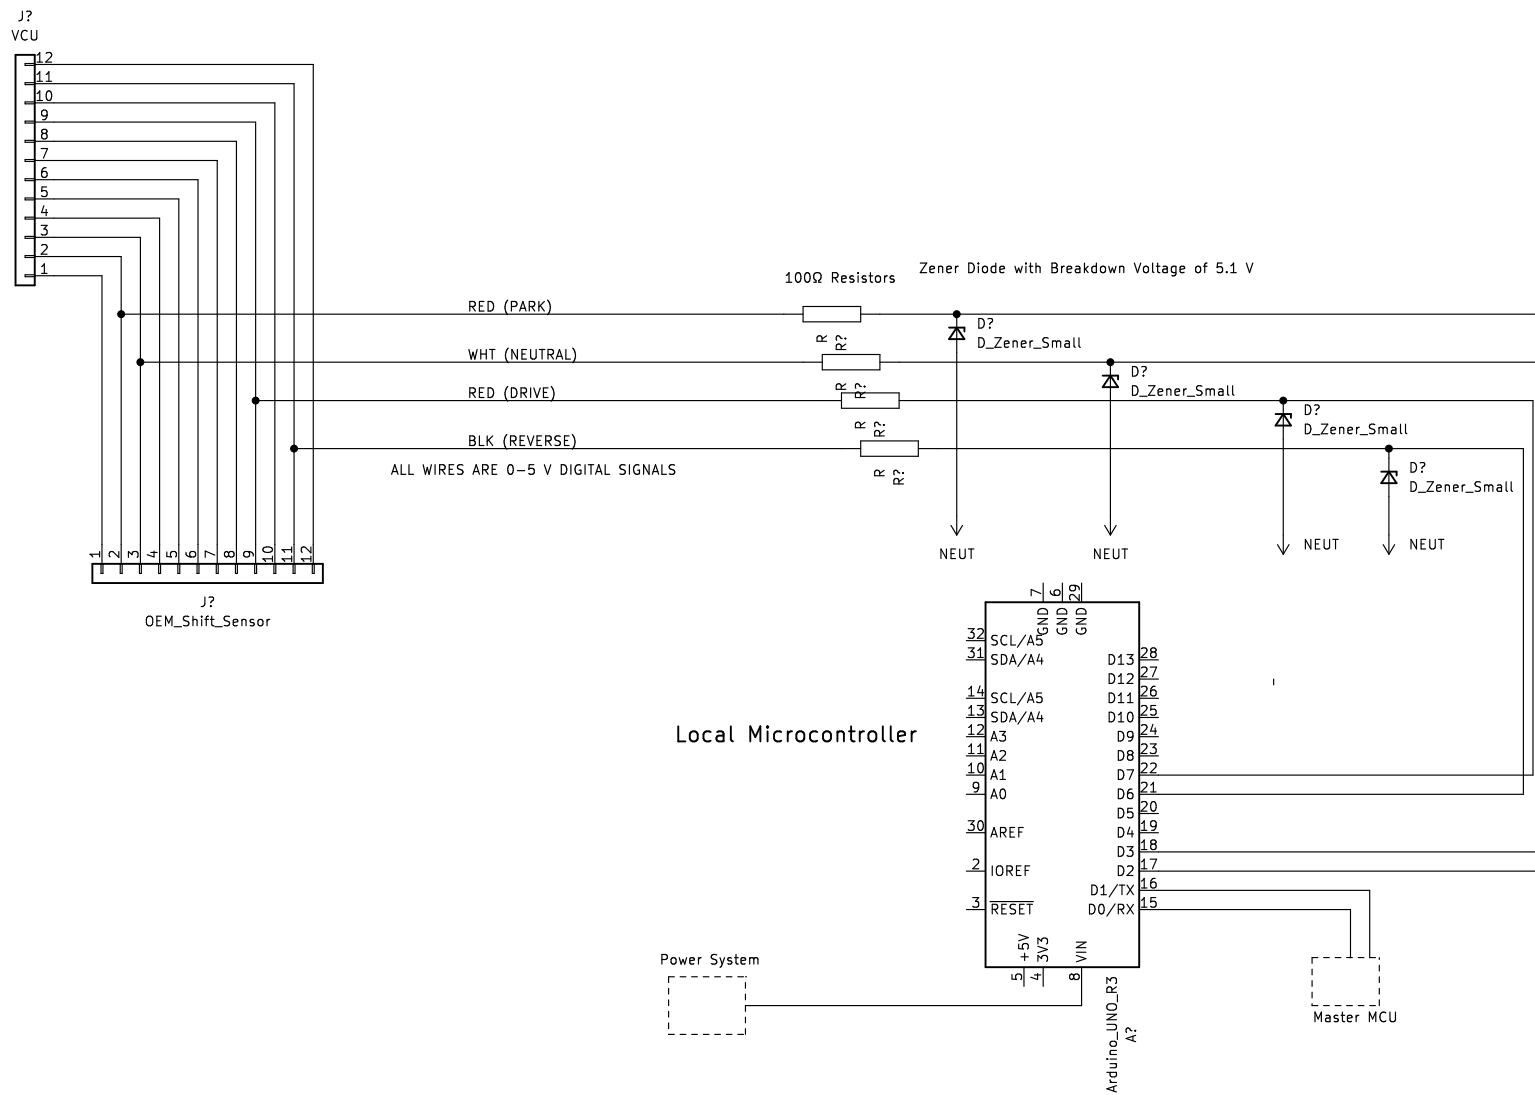 J?
VCU
12
11
10
9
8
7
6
5
4
3
2
1
100Ω Resistors
Zener Diode with Breakdown Voltage of 5.1 V
RED (PARK)
R
R?
D?
D_Zener_Small
WHT (NEUTRAL)
R
R?
D?
D_Zener_Small
RED (DRIVE)
R
R?
D?
D_Zener_Small
BLK (REVERSE)
R
R?
D?
D_Zener_Small
ALL WIRES ARE 0-5 V DIGITAL SIGNALS
NEUT
NEUT
NEUT
NEUT
1
2
3
4
5
6
7
8
9
10
11
12
J?
OEM_Shift_Sensor
Local Microcontroller
7
6
29
GND
GND
GND
32 SCL/A5
31 SDA/A4
14 SCL/A5
13 SDA/A4
12 A3
11 A2
10 A1
9 A0
30 AREF
2 IOREF
3 RESET
D13 28
D12 27
D11 26
D10 25
D9 24
D8 23
D7 22
D6 21
D5 20
D4 19
D3 18
D2 17
D1/TX 16
D0/RX 15
+5V
3V3
VIN
5
4
8
Arduino_UNO_R3
A?
Power System
Master MCU